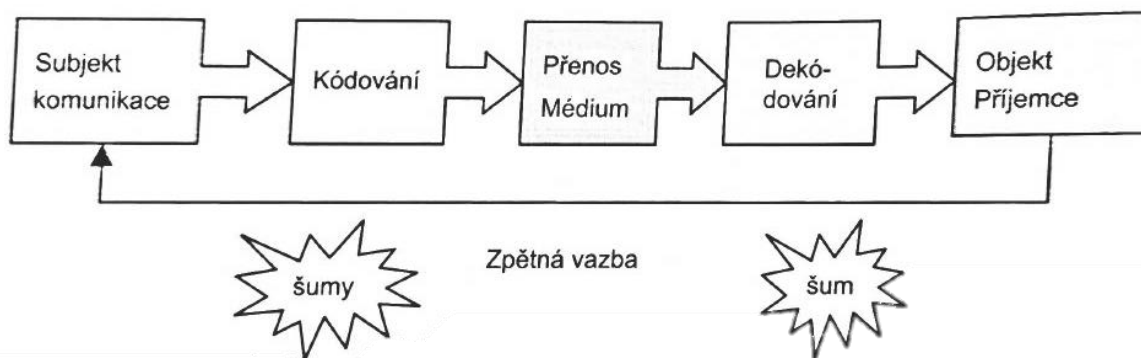 Subjekt
komunikace
Kódování
Přenos
Médium
Dekó-
dování
Objekt
Příjemce
Zpětná vazba
šumy
šum